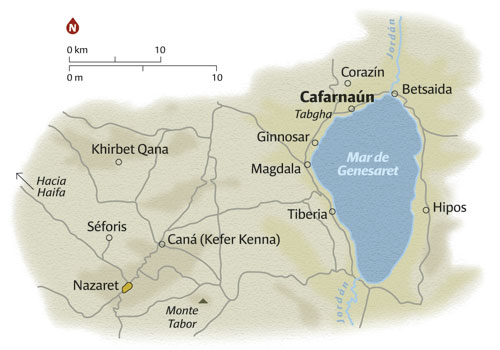 N
0 km 10
0 m 10
Jordán
Corazín
Cafarnaún
Betsaida
Tabgha
Ginnosar
Khirbet Qana
Mar de
Genesaret
Magdala
Hacia
Haifa
Tiberia
Hipos
Séforis
Caná (Kefer Kenna)
Nazaret
Monte
Tabor
Jordán